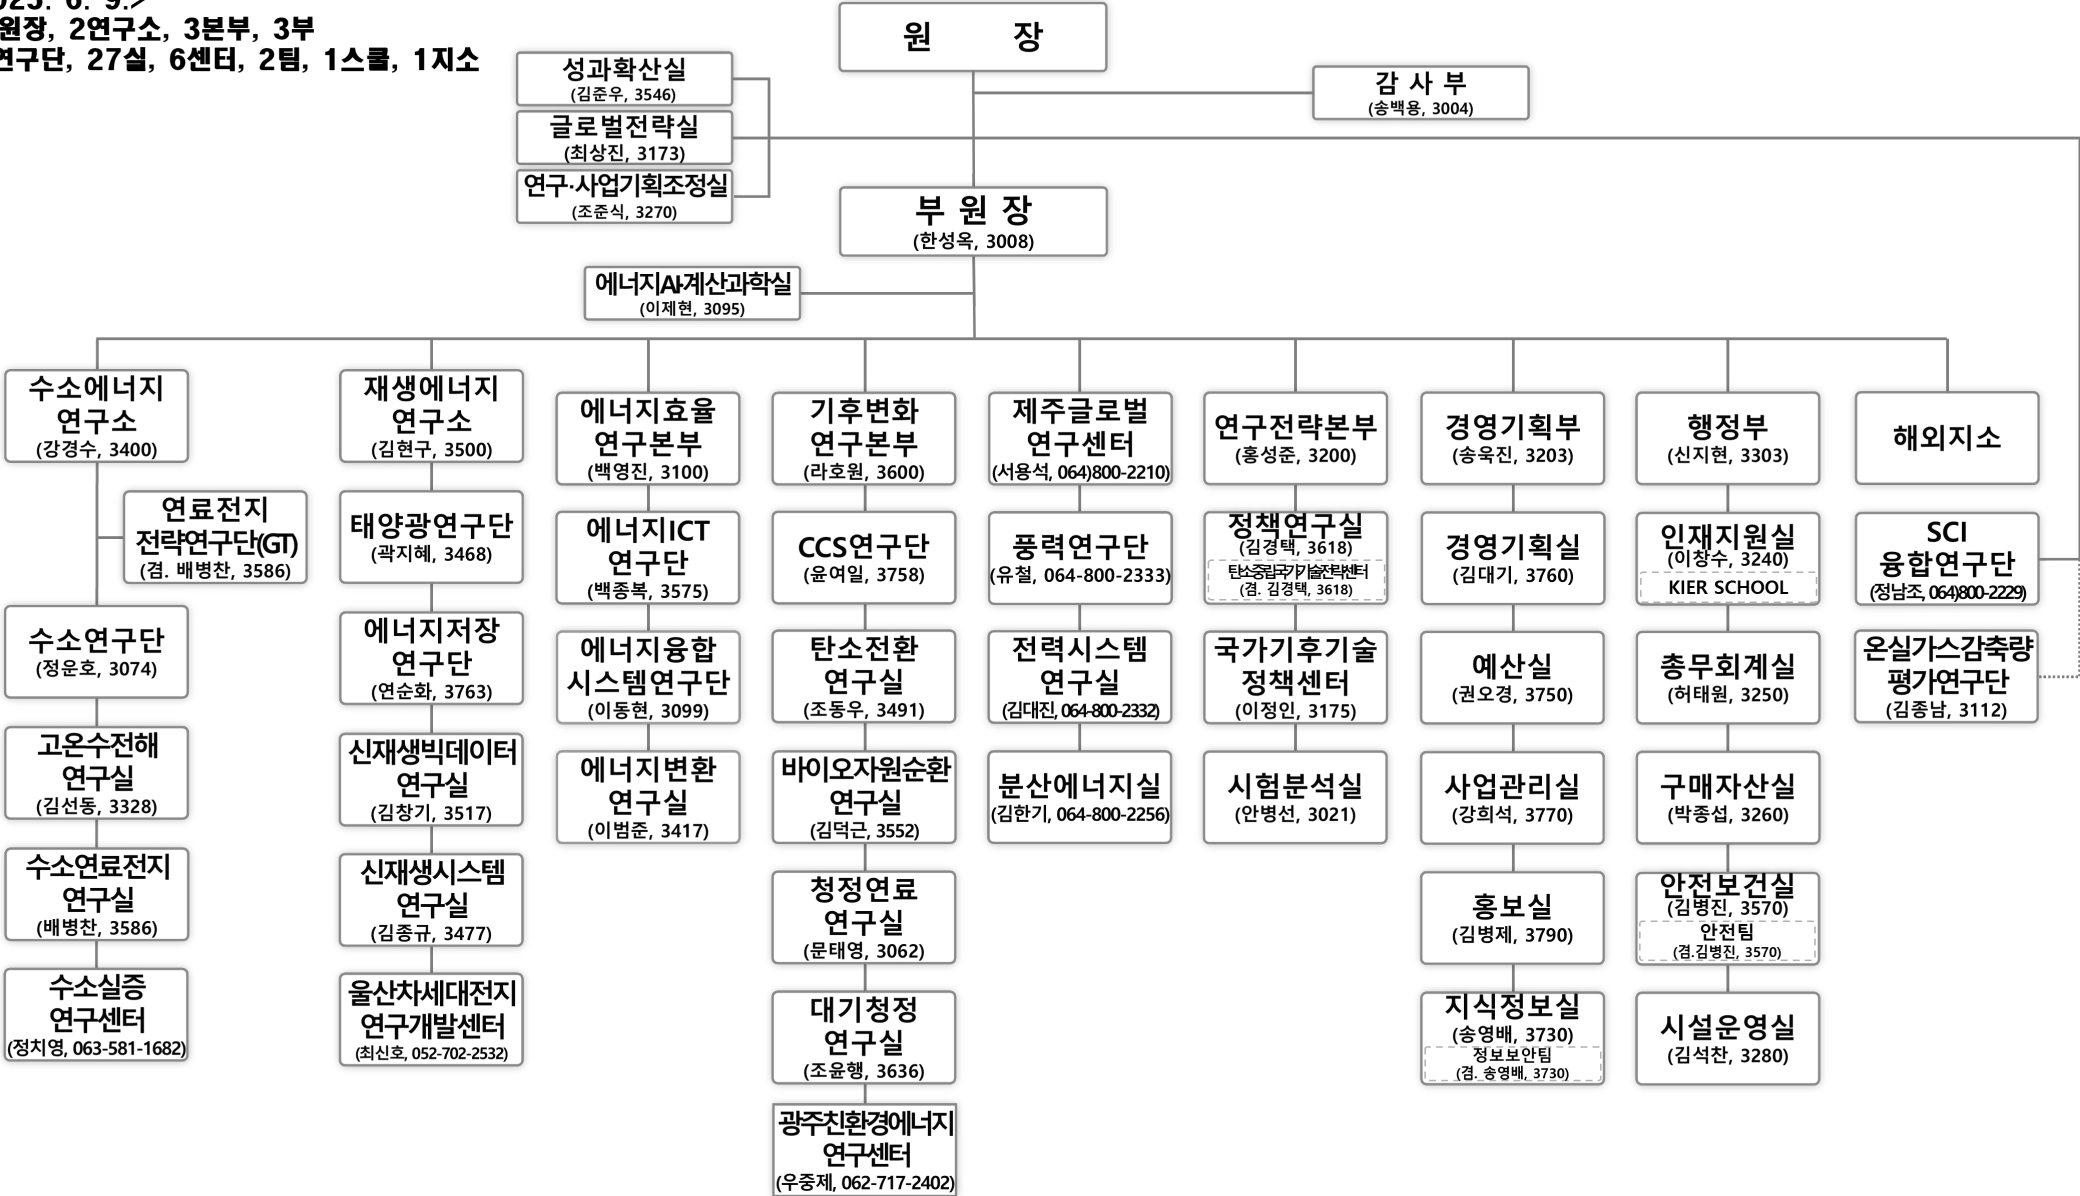 023. 6. 9.>
원장, 2연구소, 3본부, 3부
연구단, 27실, 6센터, 2팀, 1스쿨, 1지소
원 장
성과확산실
(김준우, 3546)
글로벌전략실
(최상진, 3173)
연구·사업기획조정실
(조준식, 3270)
감 사 부
(송백용, 3004)
부 원 장
(한성옥, 3008)
에너지AI·계산과학실
(이제현, 3095)
수소에너지
연구소
(강경수, 3400)
연료전지
전략연구단(GT)
(겸. 배병찬, 3586)
수소연구단
(정운호, 3074)
고온수전해
연구실
(김선동, 3328)
수소연료전지
연구실
(배병찬, 3586)
수소실증
연구센터
(정치영, 063-581-1682)
재생에너지
연구소
(김현구, 3500)
태양광연구단
(곽지혜, 3468)
에너지저장
연구단
(연순화, 3763)
신재생빅데이터
연구실
(김창기, 3517)
신재생시스템
연구실
(김종규, 3477)
울산차세대전지
연구개발센터
(최신호, 052-702-2532)
에너지효율
연구본부
(백영진, 3100)
에너지ICT
연구단
(백종복, 3575)
에너지융합
시스템연구단
(이동현, 3099)
에너지변환
연구실
(이범준, 3417)
기후변화
연구본부
(라호원, 3600)
CCS연구단
(윤여일, 3758)
탄소전환
연구실
(조동우, 3491)
바이오자원순환
연구실
(김덕근, 3552)
청정연료
연구실
(문태영, 3062)
대기청정
연구실
(조윤행, 3636)
광주친환경에너지
연구센터
(우중제, 062-717-2402)
제주글로벌
연구센터
(서용석, 064)800-2210)
풍력연구단
(유철, 064-800-2333)
전력시스템
연구실
(김대진, 064-800-2332)
분산에너지실
(김한기, 064-800-2256)
연구전략본부
(홍성준, 3200)
정책연구실
(김경택, 3618)
탄소중립국가기술전략센터
(겸. 김경택, 3618)
국가기후기술
정책센터
(이정인, 3175)
시험분석실
(안병선, 3021)
경영기획부
(송욱진, 3203)
경영기획실
(김대기, 3760)
예산실
(권오경, 3750)
사업관리실
(강희석, 3770)
홍보실
(김병제, 3790)
지식정보실
(송영배, 3730)
정보보안팀
(겸. 송영배, 3730)
행정부
(신지현, 3303)
인재지원실
(이창수, 3240)
KIER SCHOOL
총무회계실
(허태원, 3250)
구매자산실
(박종섭, 3260)
안전보건실
(김병진, 3570)
안전팀
(겸.김병진, 3570)
시설운영실
(김석찬, 3280)
해외지소
SCI
융합연구단
(정남조, 064)800-2229)
온실가스감축량
평가연구단
(김종남, 3112)